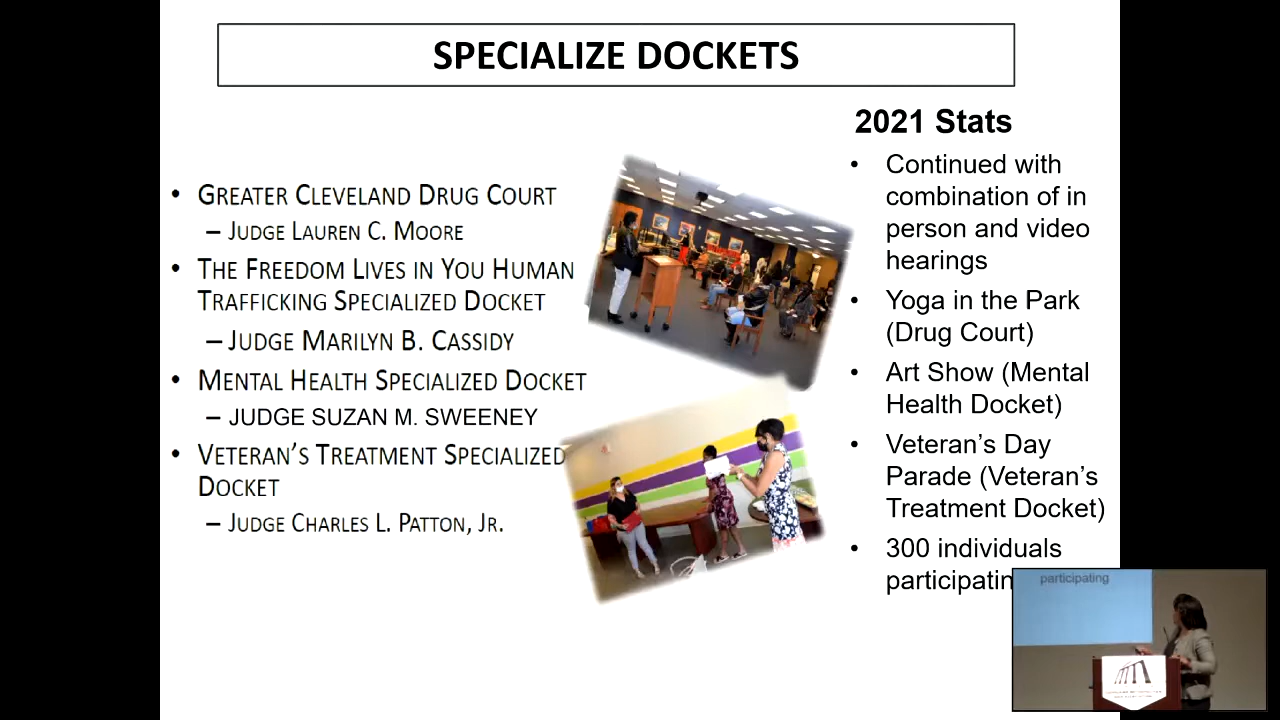 SPECIALIZE DOCKETS
• GREATER CLEVELAND DRUG COURT
– JUDGE LAUREN C. MOORE
• THE FREEDOM LIVES IN YOU HUMAN
TRAFFICKING SPECIALIZED DOCKET
– JUDGE MARILYN B. CASSIDY
• MENTAL HEALTH SPECIALIZED DOCKET
– JUDGE SUZAN M. SWEENEY
• VETERAN'S TREATMENT SPECIALIZED
DOCKET
– JUDGE CHARLES L. PATTON, JR.
2021 Stats
• Continued with
combination of in
person and video
hearings
• Yoga in the Park
(Drug Court)
• Art Show (Mental
Health Docket)
• Veteran's Day
Parade (Veteran's
Treatment Docket)
• 300 individuals
participatin
participating